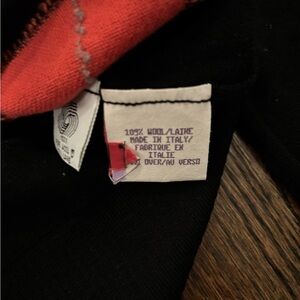 100% WOOL/LAINE
MADE IN ITALY/
FABRIQUE EN
ITALIE
OVER/AU VERSO